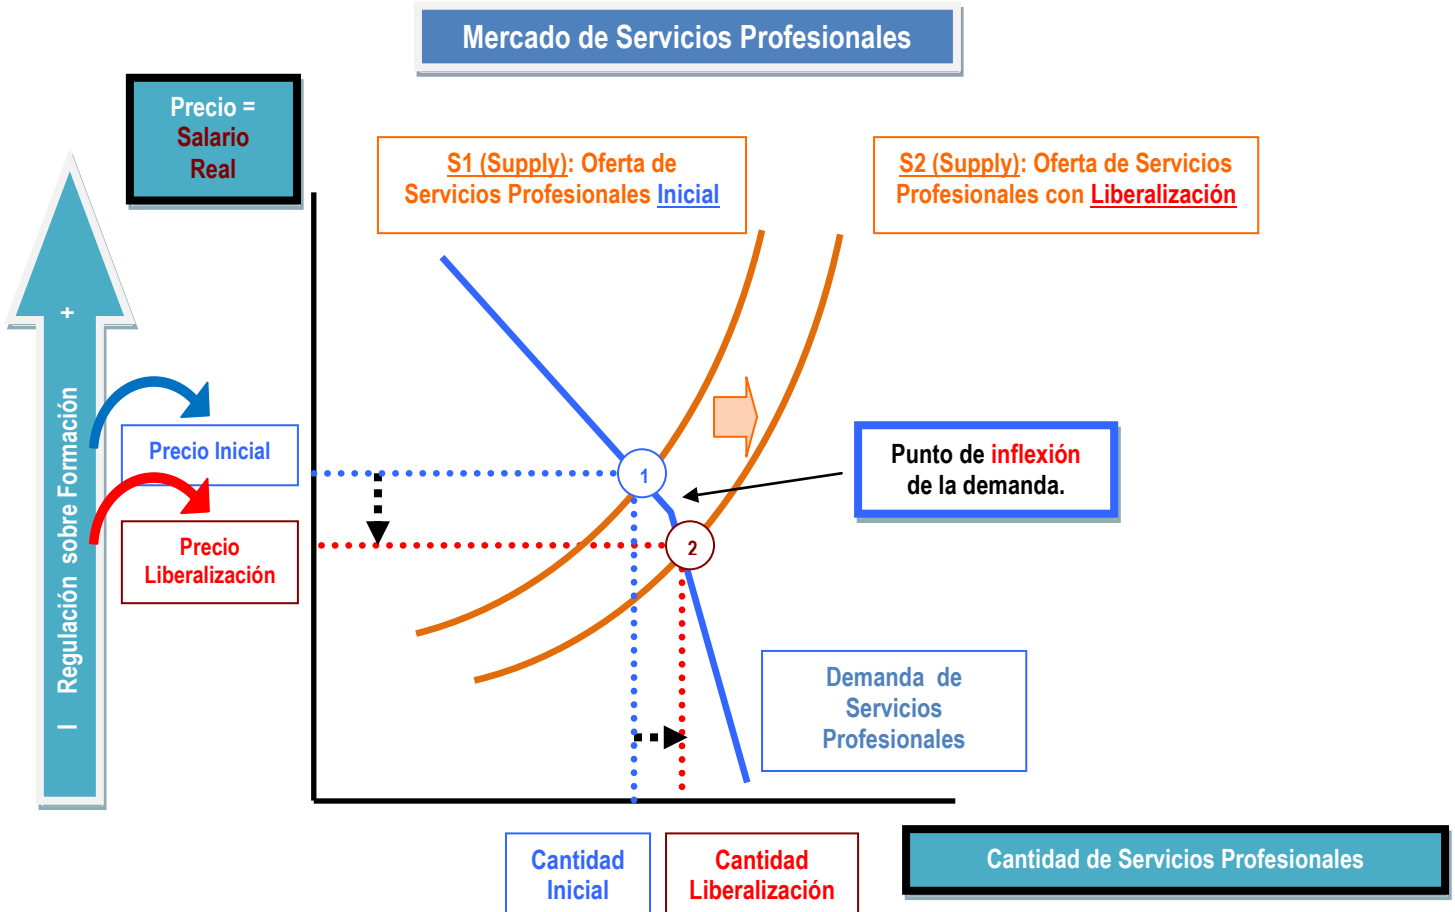 Mercado de Servicios Profesionales
Precio =
Salario
Real
S1 (Supply): Oferta de
Servicios Profesionales Inicial
S2 (Supply): Oferta de Servicios
Profesionales con Liberalización
I Regulación sobre Formación +
Precio Inicial
1
Punto de inflexión
de la demanda.
Precio
Liberalización
2
Demanda de
Servicios
Profesionales
Cantidad
Inicial
Cantidad
Liberalización
Cantidad de Servicios Profesionales